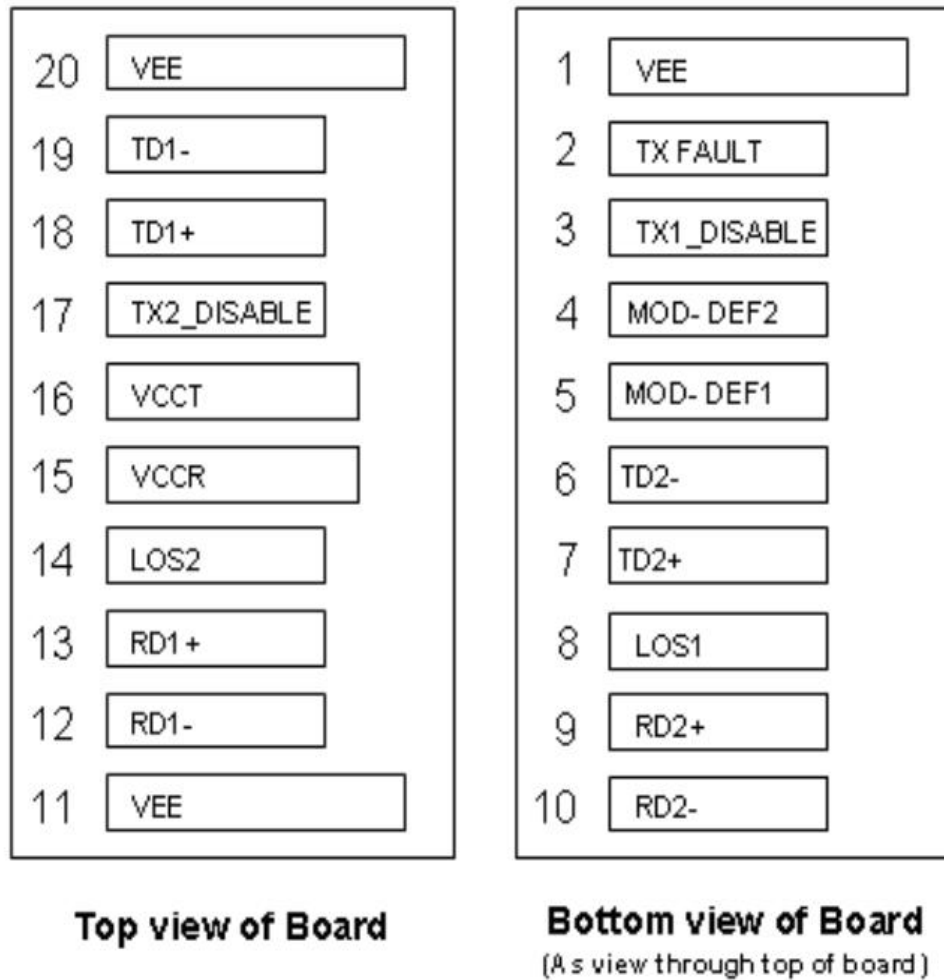 20 VEE
19 TD1-
18 TD1+
17 TX2_DISABLE
16 VCCT
15 VCCR
14 LOS2
13 RD1+
12 RD1-
11 VEE
Top view of Board
1 VEE
2 TX FAULT
3 TX1_DISABLE
4 MOD- DEF2
5 MOD- DEF1
6 TD2-
7 TD2+
8 LOS1
9 RD2+
10 RD2-
Bottom view of Board
(As view through top of board)